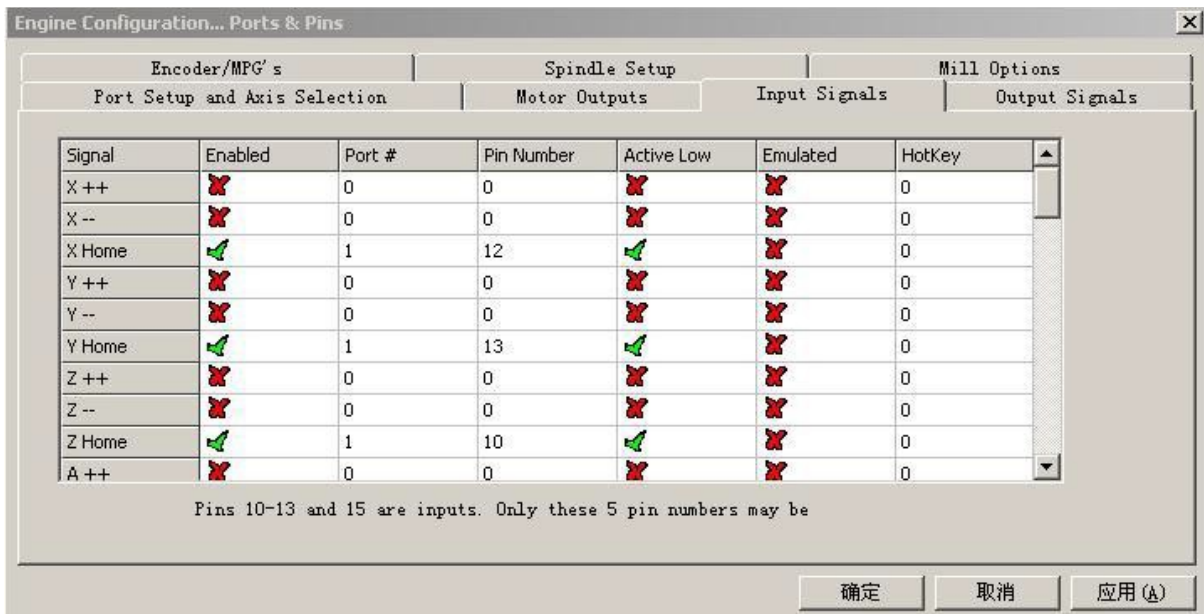 Engine Configuration... Ports & Pins
Encoder/MPG's Spindle Setup Mill Options
Port Setup and Axis Selection Motor Outputs Input Signals Output Signals
Signal Enabled Port # Pin Number Active Low Emulated HotKey
X ++ 0 0 0
X -- 0 0 0
X Home 1 12 0
Y ++ 0 0 0
Y -- 0 0 0
Y Home 1 13 0
Z ++ 0 0 0
Z -- 0 0 0
Z Home 1 10 0
A ++ 0 0 0
Pins 10-13 and 15 are inputs. Only these 5 pin numbers may be
确定 取消 应用(A)